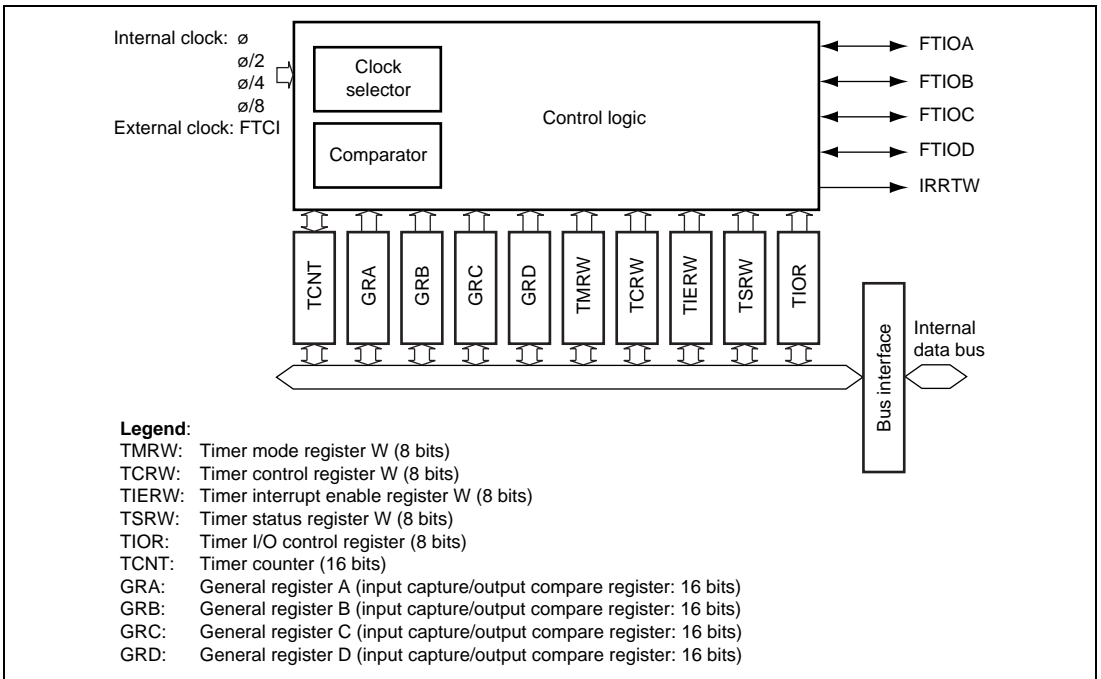 Internal clock: ø
ø/2
ø/4
ø/8
External clock: FTCI
Clock
selector
Comparator
Control logic
FTIOA
FTIOB
FTIOC
FTIOD
IRRTW
TCNT
GRA
GRB
GRC
GRD
TMRW
TCRW
TIERW
TSRW
TIOR
Bus interface
Internal
data bus
Legend:
TMRW: Timer mode register W (8 bits)
TCRW: Timer control register W (8 bits)
TIERW: Timer interrupt enable register W (8 bits)
TSRW: Timer status register W (8 bits)
TIOR: Timer I/O control register (8 bits)
TCNT: Timer counter (16 bits)
GRA: General register A (input capture/output compare register: 16 bits)
GRB: General register B (input capture/output compare register: 16 bits)
GRC: General register C (input capture/output compare register: 16 bits)
GRD: General register D (input capture/output compare register: 16 bits)